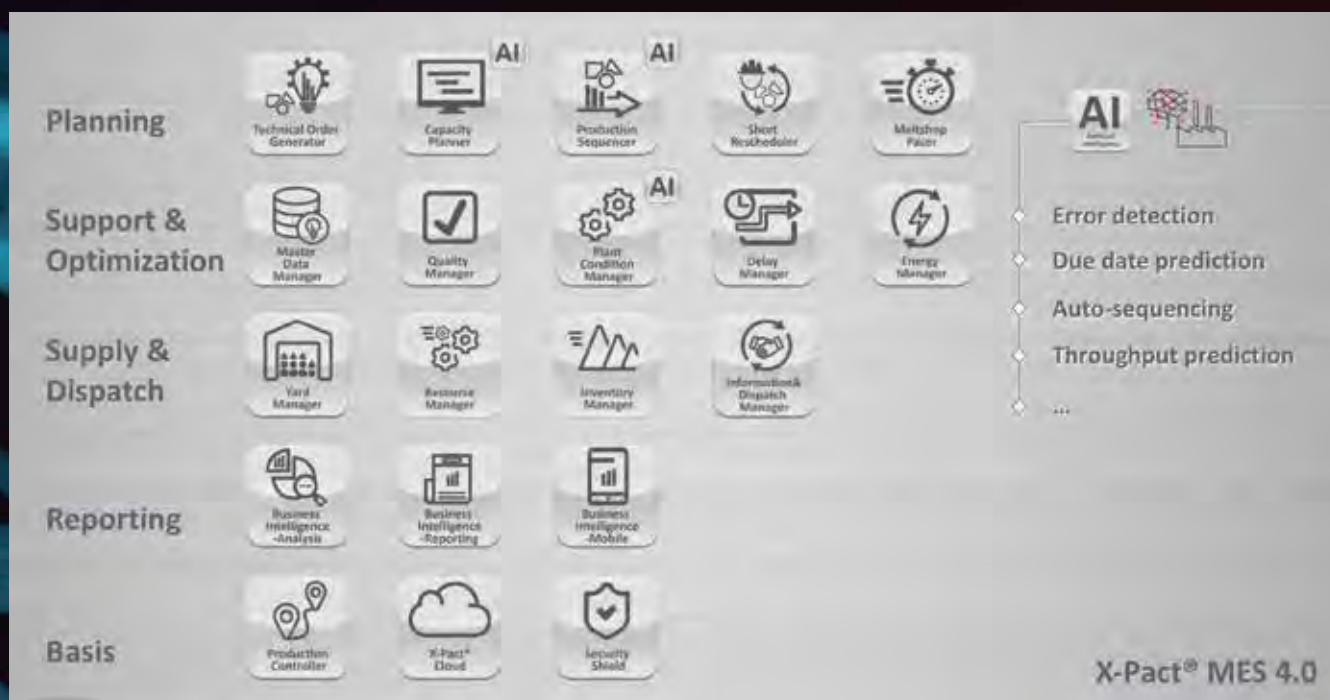 Planning
Technical Order
Generator
AI
Capacity
Planner
AI
Production
Sequencer
Short
Rescheduler
Meltshop
Pacer
Support &
Optimization
Master
Data
Manager
Quality
Manager
AI
Plant
Condition
Manager
Delay
Manager
Energy
Manager
Supply &
Dispatch
Yard
Manager
Resourse
Manager
Inventory
Manager
Information&
Dispatch
Manager
Reporting
Business
Intelligence
-Analysis
Business
Intelligence
-Reporting
Business
Intelligence
-Mobile
Basis
Production
Controller
X-Pact®
Cloud
Security
Shield
AI
Error detection
Due date prediction
Auto-sequencing
Throughput prediction
...
X-Pact® MES 4.0